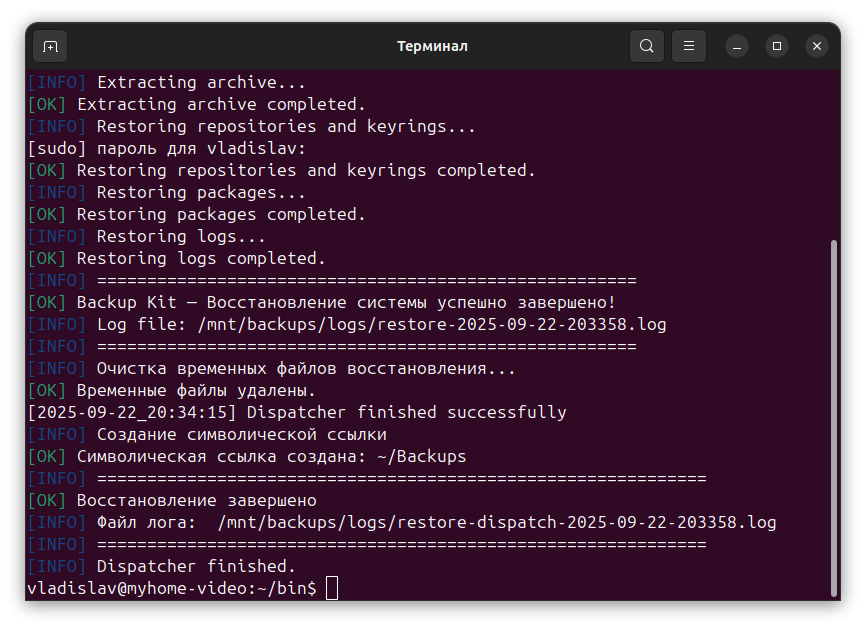 Терминал
[INFO] Extracting archive...
[OK] Extracting archive completed.
[INFO] Restoring repositories and keyrings...
[sudo] пароль для vladislav:
[OK] Restoring repositories and keyrings completed.
[INFO] Restoring packages...
[OK] Restoring packages completed.
[INFO] Restoring logs...
[OK] Restoring logs completed.
[INFO] ======================================================
[OK] Backup Kit — Восстановление системы успешно завершено!
[INFO] Log file: /mnt/backups/logs/restore-2025-09-22-203358.log
[INFO] ======================================================
[INFO] Очистка временных файлов восстановления...
[OK] Временные файлы удалены.
[2025-09-22_20:34:15] Dispatcher finished successfully
[INFO] Создание символической ссылки
[OK] Символическая ссылка создана: ~/Backups
[INFO] =============================================================
[OK] Восстановление завершено
[INFO] Файл лога:  /mnt/backups/logs/restore-dispatch-2025-09-22-203358.log
[INFO] =============================================================
[INFO] Dispatcher finished.
vladislav@myhome-video:~/bin$